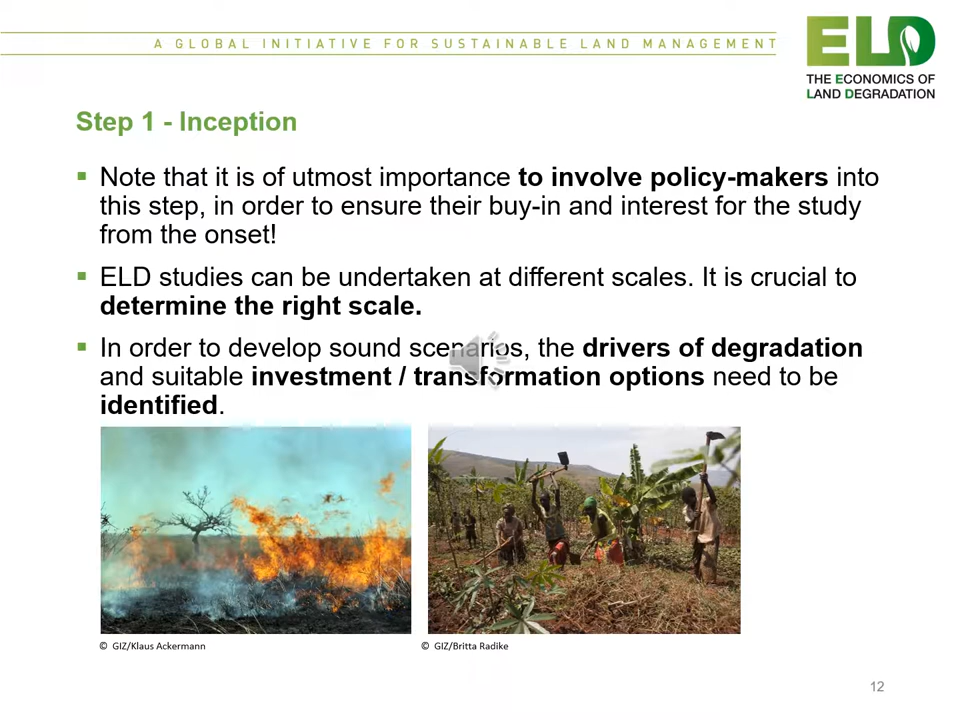 A GLOBAL INITIATIVE FOR SUSTAINABLE LAND MANAGEMENT
ELD
THE ECONOMICS OF
LAND DEGRADATION
Step 1 - Inception
▪ Note that it is of utmost importance to involve policy-makers into
this step, in order to ensure their buy-in and interest for the study
from the onset!
▪ ELD studies can be undertaken at different scales. It is crucial to
determine the right scale.
▪ In order to develop sound scenarios, the drivers of degradation
and suitable investment / transformation options need to be
identified.
© GIZ/Klaus Ackermann
© GIZ/Britta Radike
12